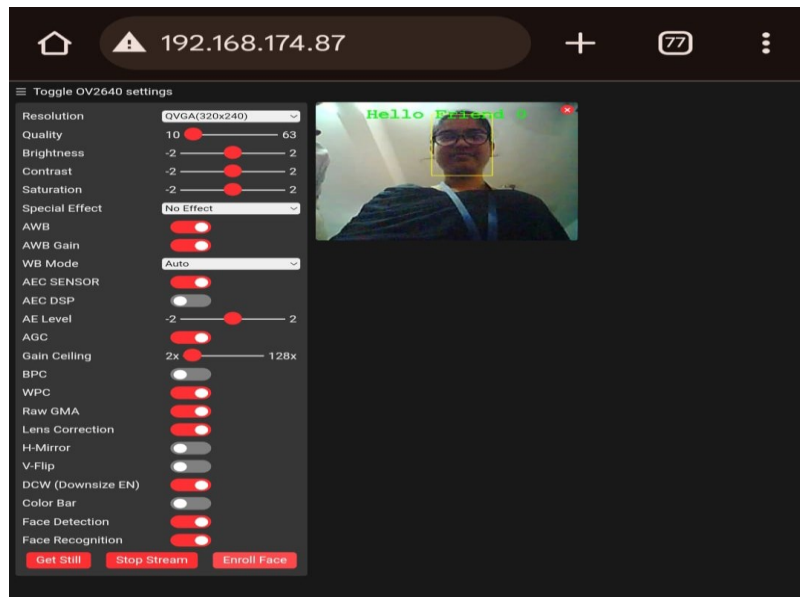 192.168.174.87
77
Toggle OV2640 settings
Resolution QVGA(320x240)
Quality 10 63
Brightness -2 2
Contrast -2 2
Saturation -2 2
Special Effect No Effect
AWB
AWB Gain
WB Mode Auto
AEC SENSOR
AEC DSP
AE Level -2 2
AGC
Gain Ceiling 2x 128x
BPC
WPC
Raw GMA
Lens Correction
H-Mirror
V-Flip
DCW (Downsize EN)
Color Bar
Face Detection
Face Recognition
Get Still Stop Stream Enroll Face
Hello Friend 0